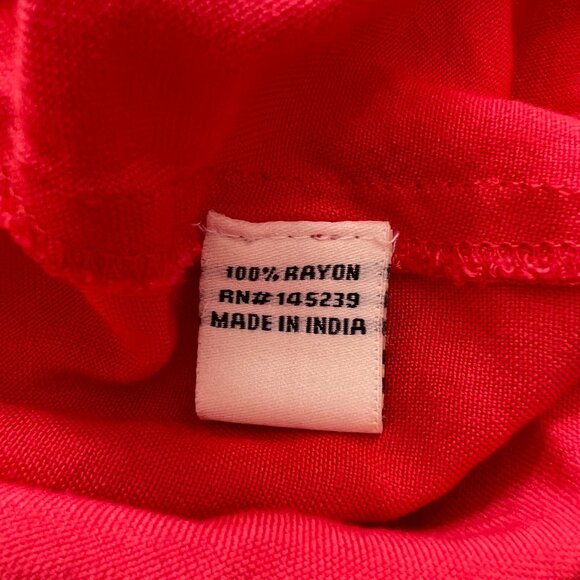 100% RAYON
RN# 145239
MADE IN INDIA